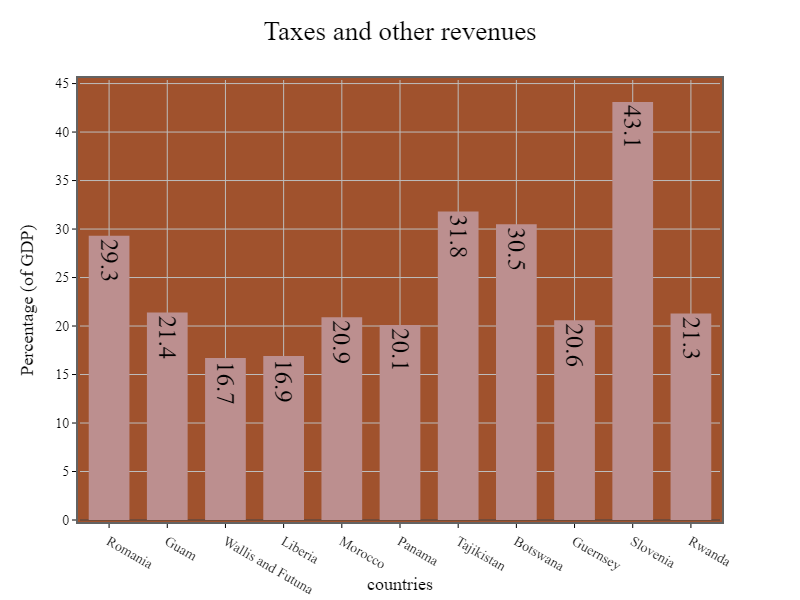 Taxes and other revenues
Percentage (of GDP)
45
40
35
30
25
20
15
10
5
0
29.3
21.4
16.7
16.9
20.9
20.1
31.8
30.5
20.6
43.1
21.3
Romania
Guam
Wallis and Futuna
Liberia
Morocco
Panama
Tajikistan
Botswana
Guernsey
Slovenia
Rwanda
countries